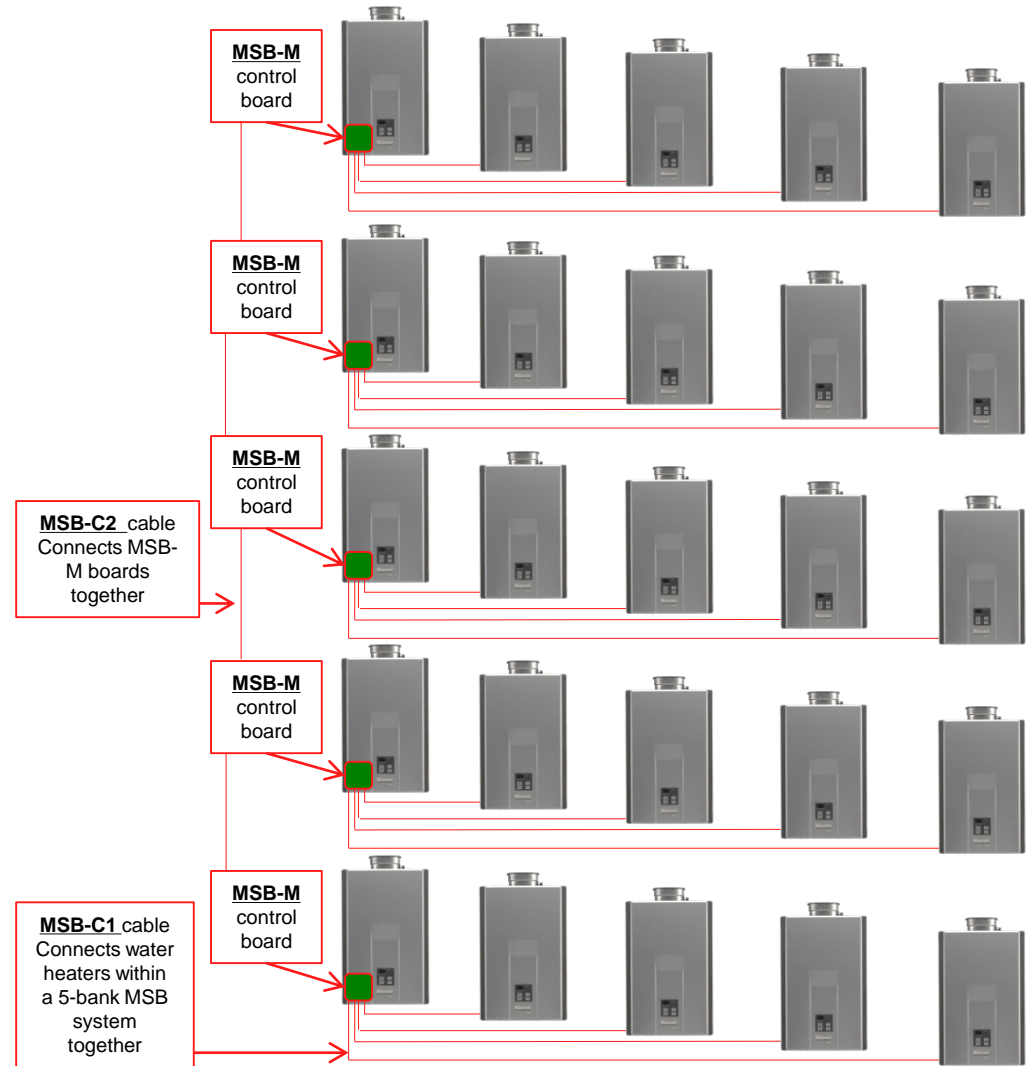 MSB-M
control
board
MSB-M
control
board
MSB-M
control
board
MSB-C2 cable
Connects MSB-
M boards
together
MSB-M
control
board
MSB-M
control
board
MSB-C1 cable
Connects water
heaters within
a 5-bank MSB
system
together